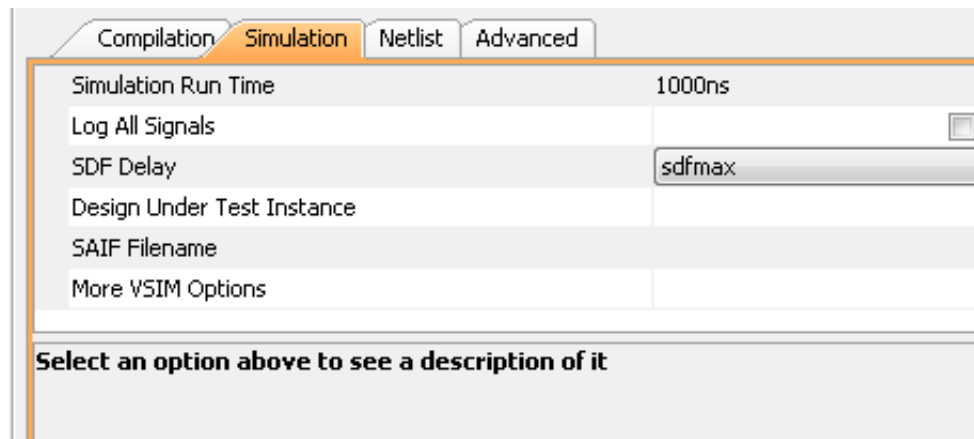 Compilation Simulation Netlist Advanced
Simulation Run Time 1000ns
Log All Signals
SDF Delay sdfmax
Design Under Test Instance
SAIF Filename
More VSIM Options
Select an option above to see a description of it